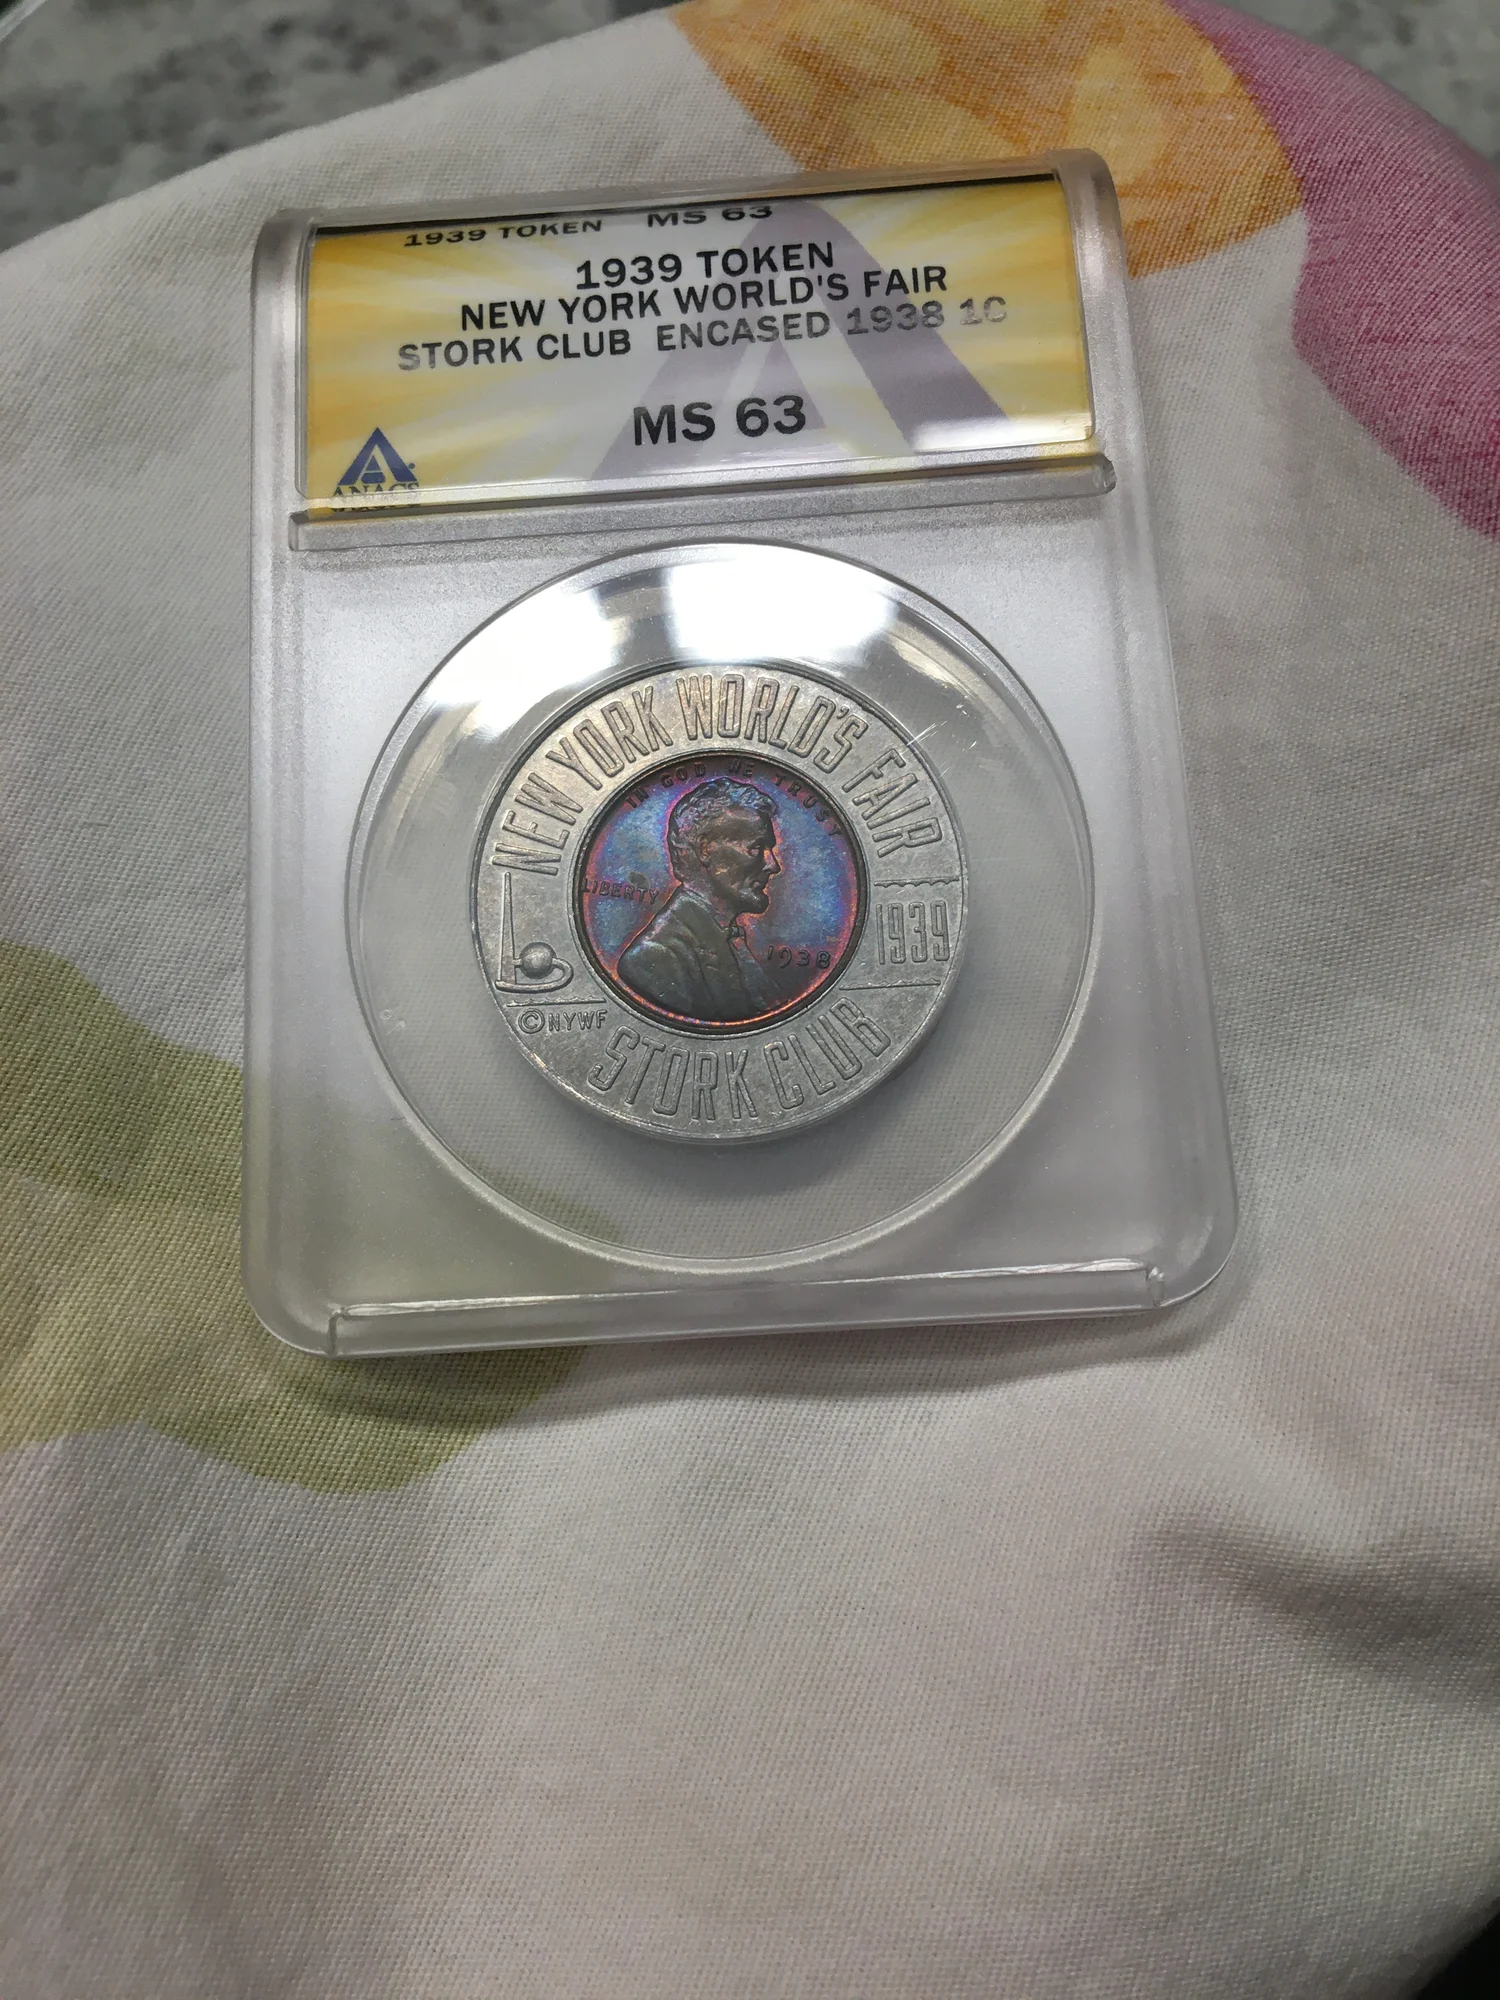 1939 TOKEN MS 63
1939 TOKEN
NEW YORK WORLD'S FAIR
STORK CLUB ENCASED 1938 1C
MS 63
ANACS
NEW YORK WORLD'S FAIR
IN GOD WE TRUST
LIBERTY
1938
1939
©NYWF
STORK CLUB